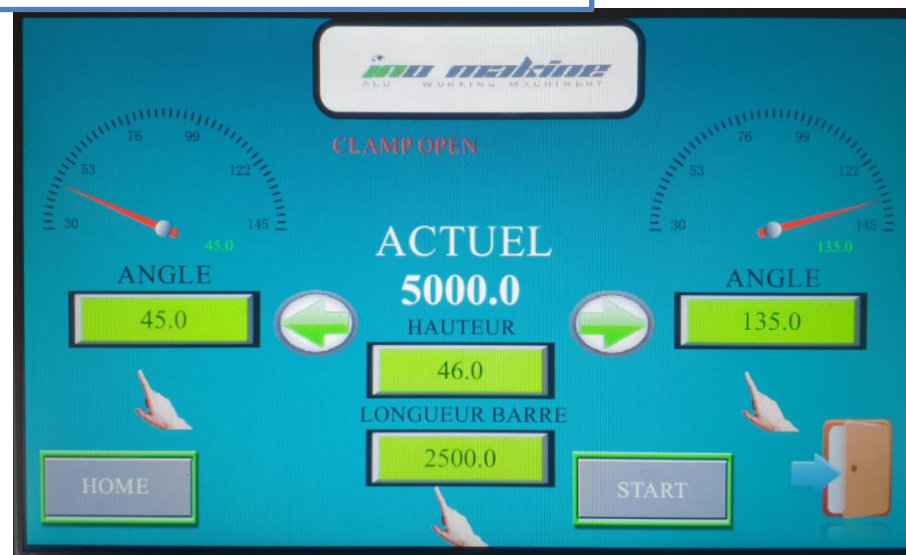 ino makine
ALU WORKING MACHINERY
CLAMP OPEN
30 53 76 99 122 145
45.0
30 53 76 99 122 145
135.0
ACTUEL
5000.0
ANGLE
45.0
ANGLE
135.0
HAUTEUR
46.0
LONGUEUR BARRE
2500.0
HOME
START